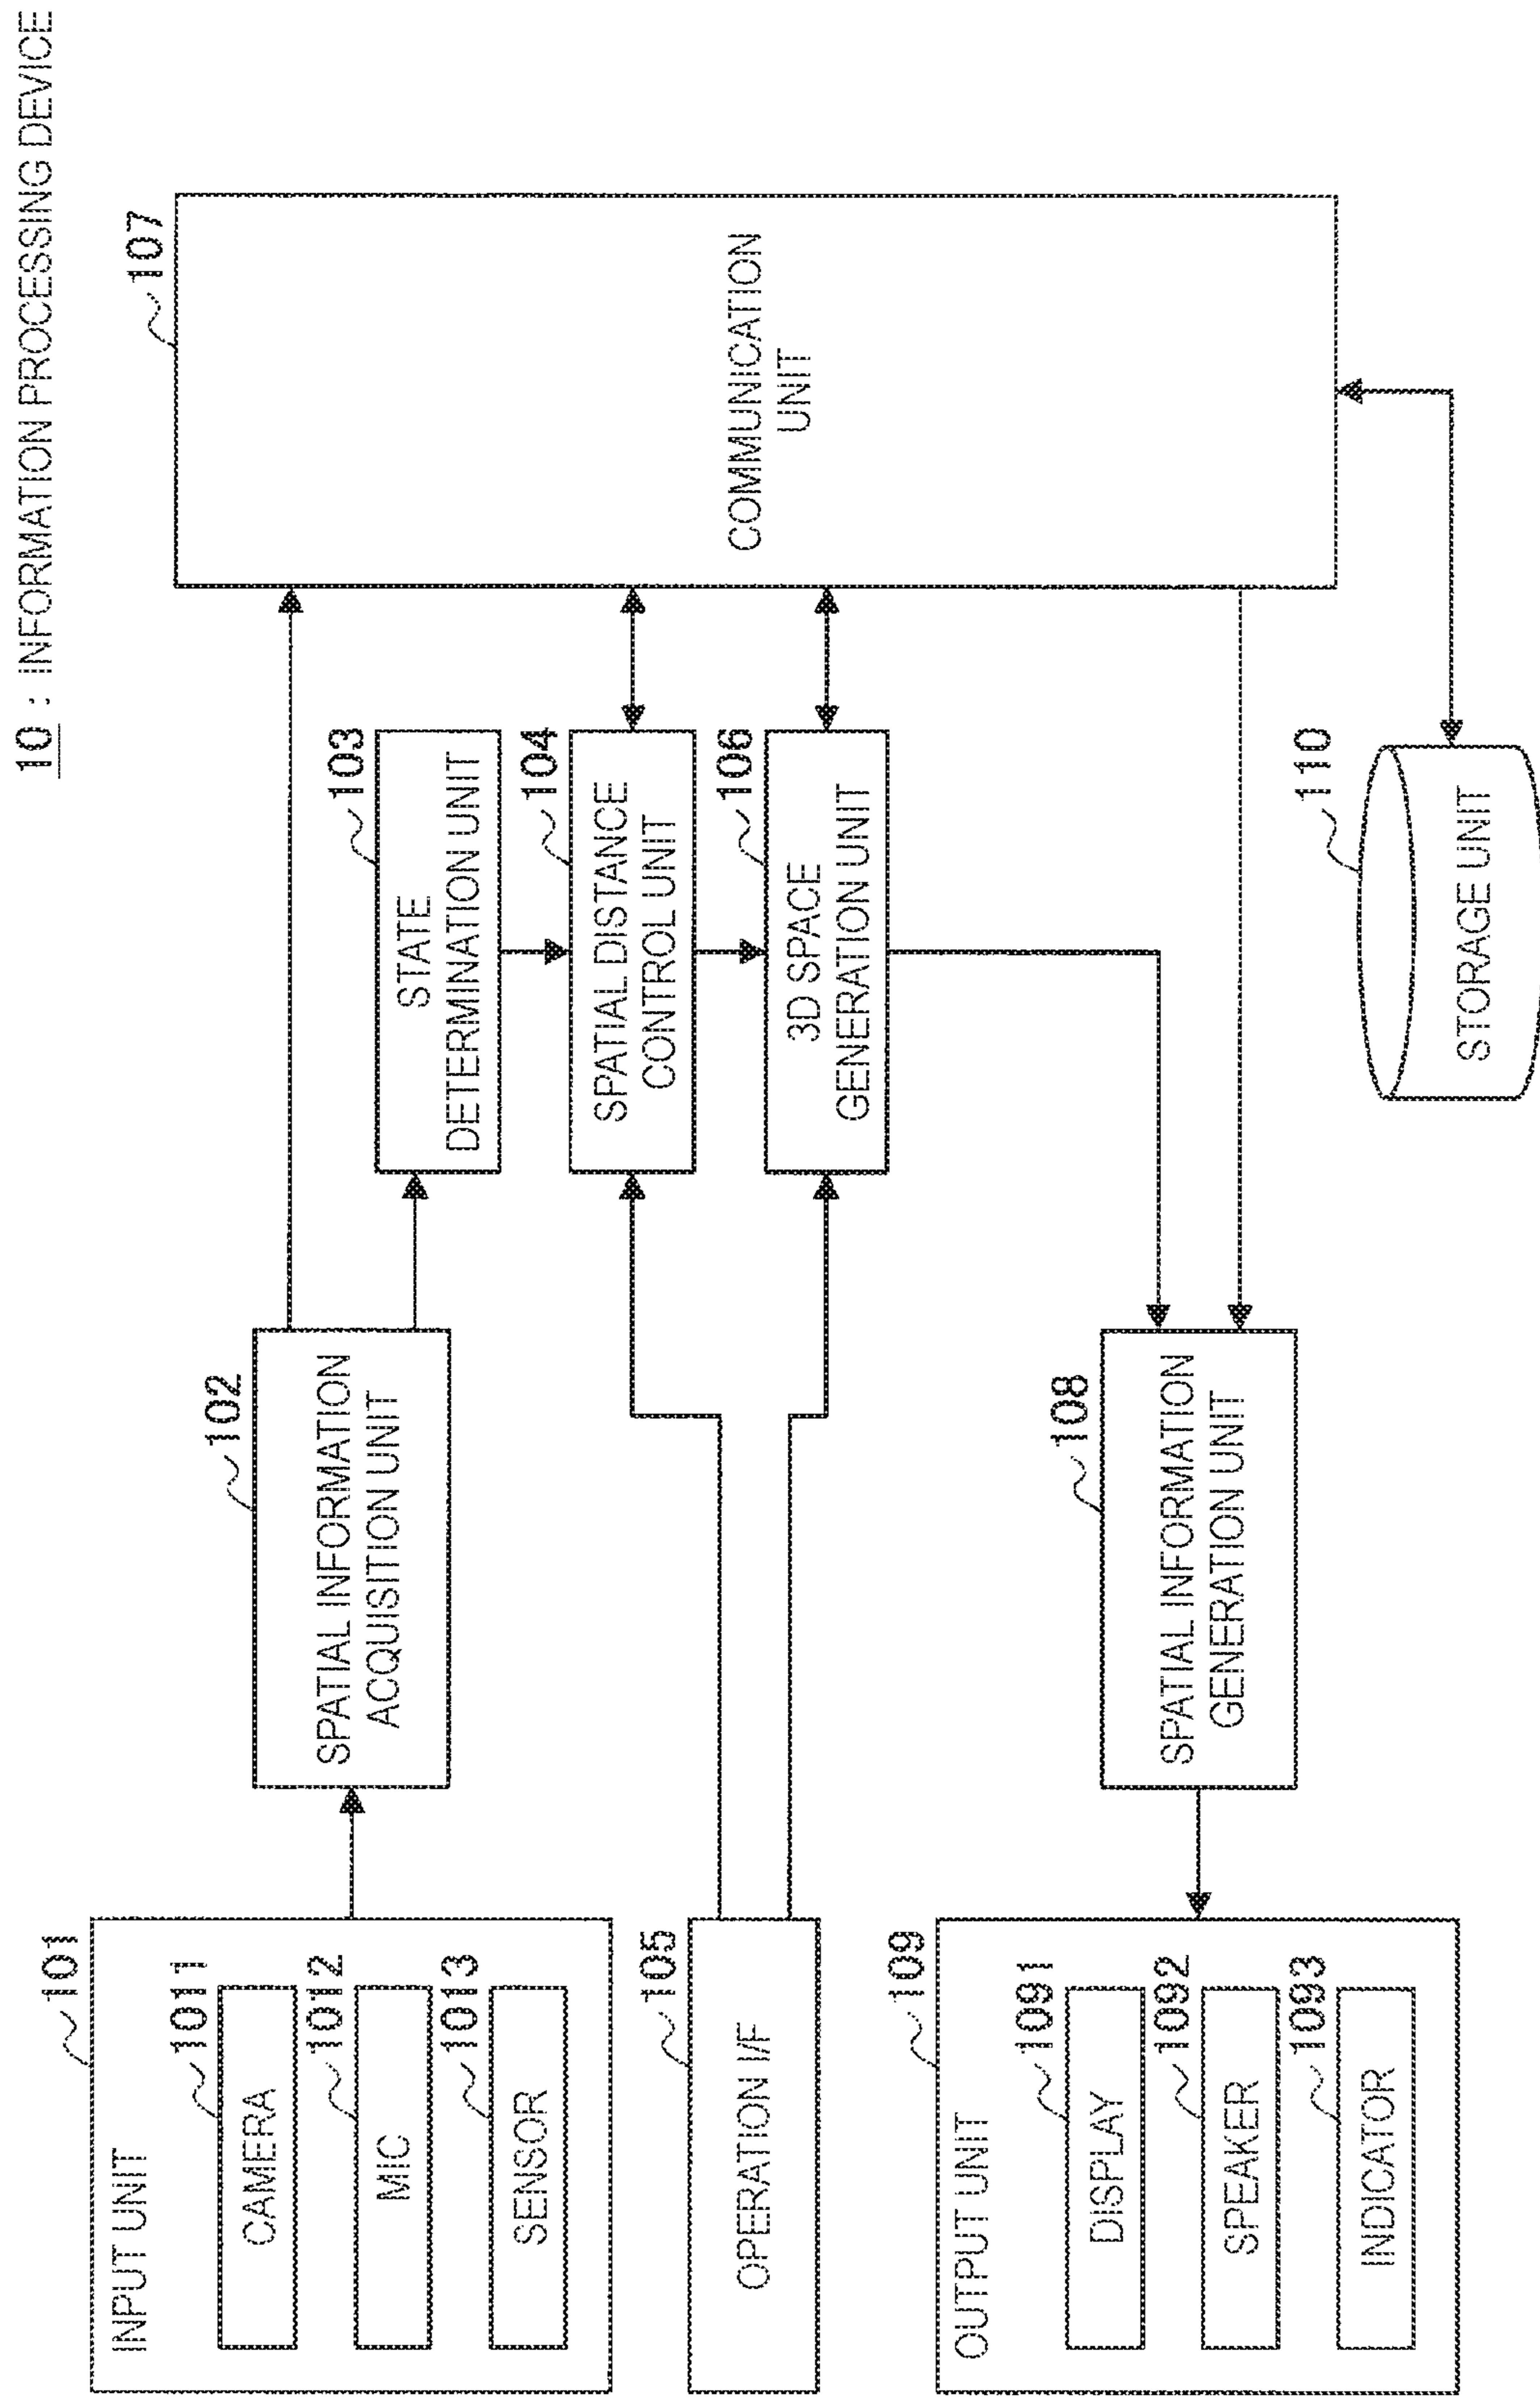 10 : INFORMATION PROCESSING DEVICE
101
INPUT UNIT
1011
CAMERA
1012
MIC
1013
SENSOR
102
SPATIAL INFORMATION
ACQUISITION UNIT
103
STATE
DETERMINATION UNIT
104
SPATIAL DISTANCE
CONTROL UNIT
105
OPERATION I/F
106
3D SPACE
GENERATION UNIT
107
COMMUNICATION
UNIT
108
SPATIAL INFORMATION
GENERATION UNIT
109
OUTPUT UNIT
1091
DISPLAY
1092
SPEAKER
1093
INDICATOR
110
STORAGE UNIT